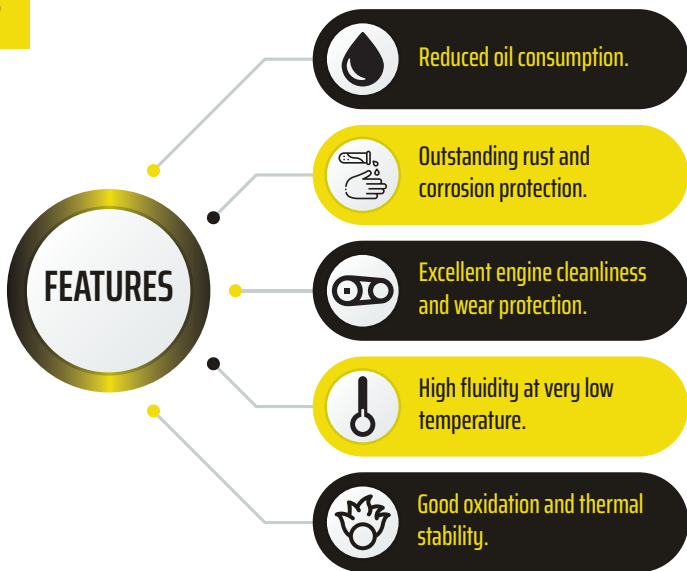 FEATURES
Reduced oil consumption.
Outstanding rust and
corrosion protection.
Excellent engine cleanliness
and wear protection.
High fluidity at very low
temperature.
Good oxidation and thermal
stability.